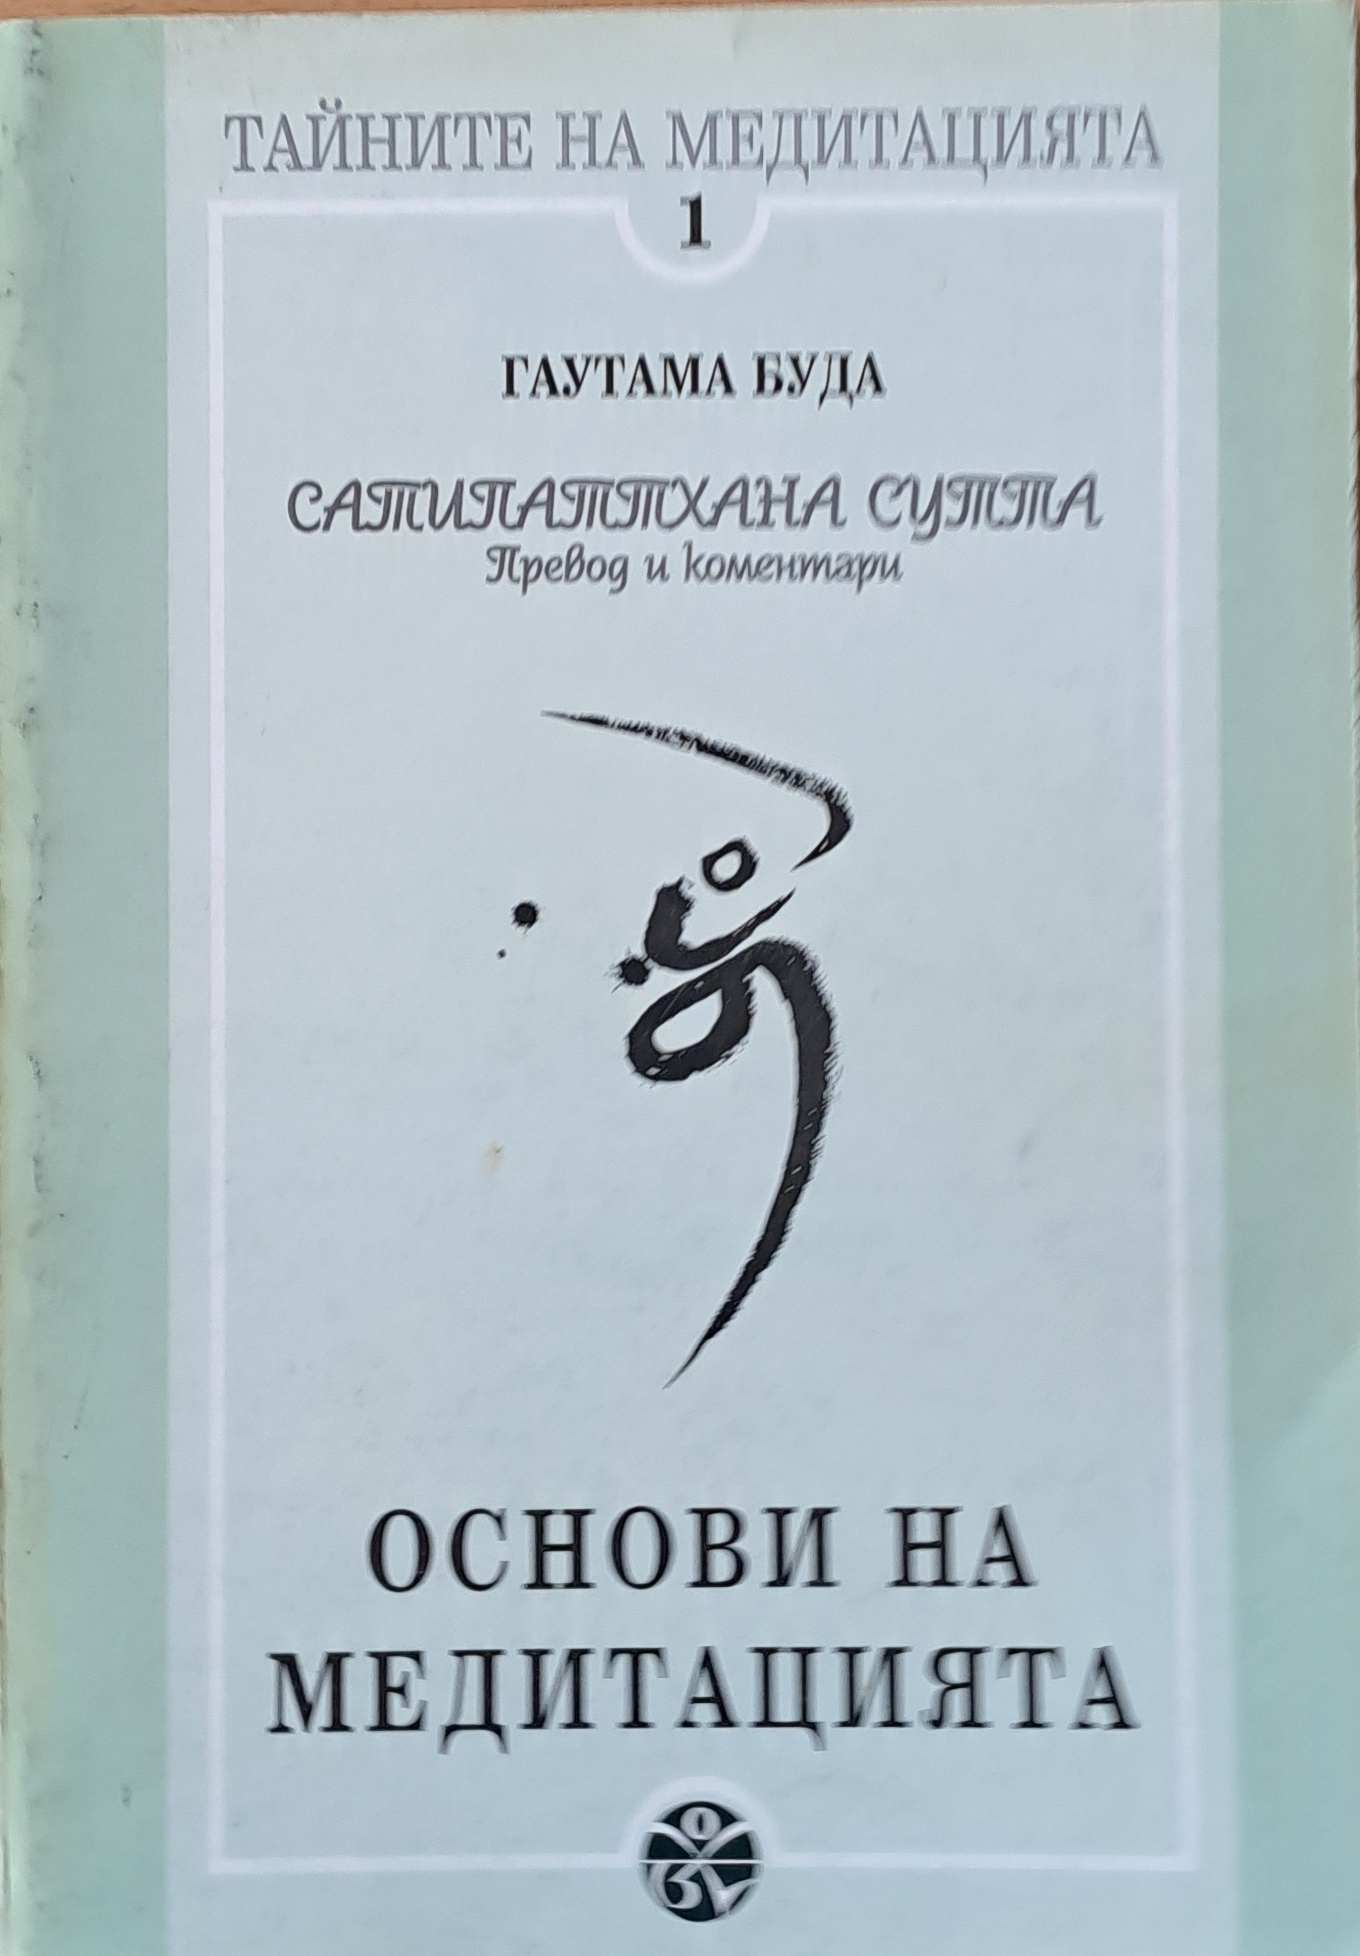 ТАЙНИТЕ НА МЕДИТАЦИЯТА
1
ГАУТАМА БУДА
САТИПАТТХАНА СУТТА
Превод и коментари
ОСНОВИ НА
МЕДИТАЦИЯТА